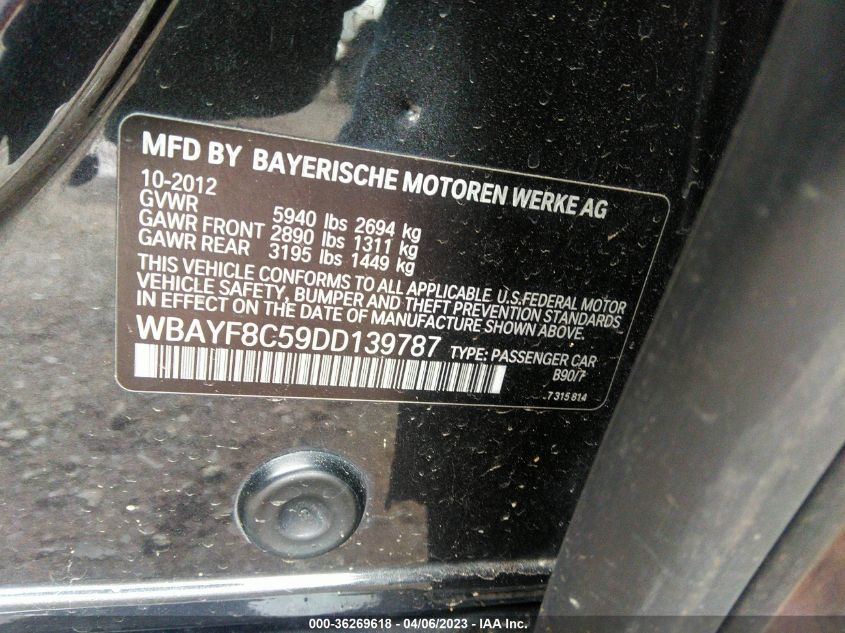 MFD BY BAYERISCHE MOTOREN WERKE AG
10-2012
GVWR 5940 lbs 2694 kg
GAWR FRONT 2890 lbs 1311 kg
GAWR REAR 3195 lbs 1449 kg
THIS VEHICLE CONFORMS TO ALL APPLICABLE U.S.FEDERAL MOTOR
VEHICLE SAFETY, BUMPER AND THEFT PREVENTION STANDARDS
IN EFFECT ON THE DATE OF MANUFACTURE SHOWN ABOVE.
WBAYF8C59DD139787 TYPE: PASSENGER CAR
B90/7
7 315 814
000-36269618 - 04/06/2023 - IAA Inc.